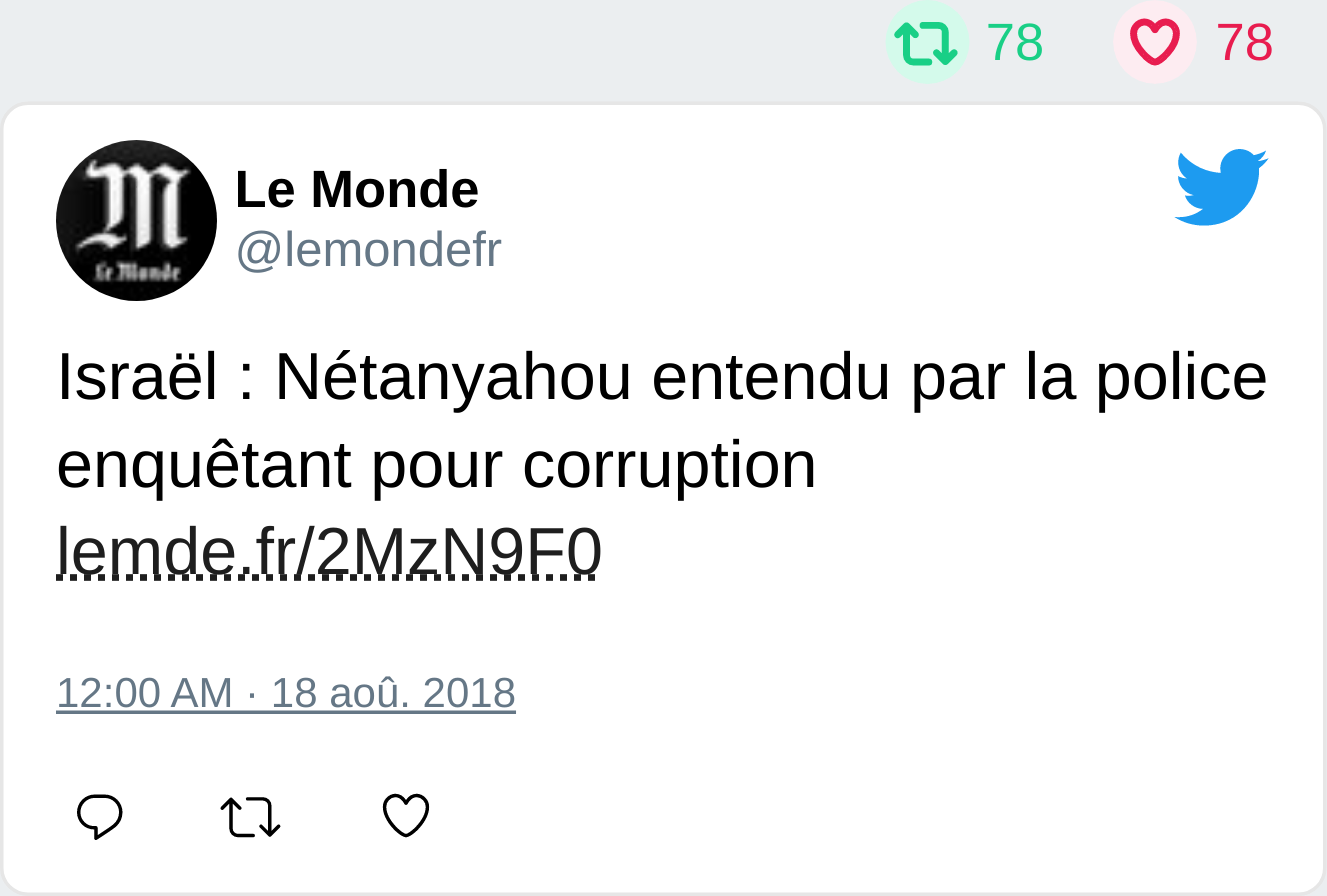 78 78
Le Monde
Le Monde
@lemondefr
Israël : Nétanyahou entendu par la police
enquêtant pour corruption
lemde.fr/2MzN9F0
12:00 AM · 18 aoû. 2018